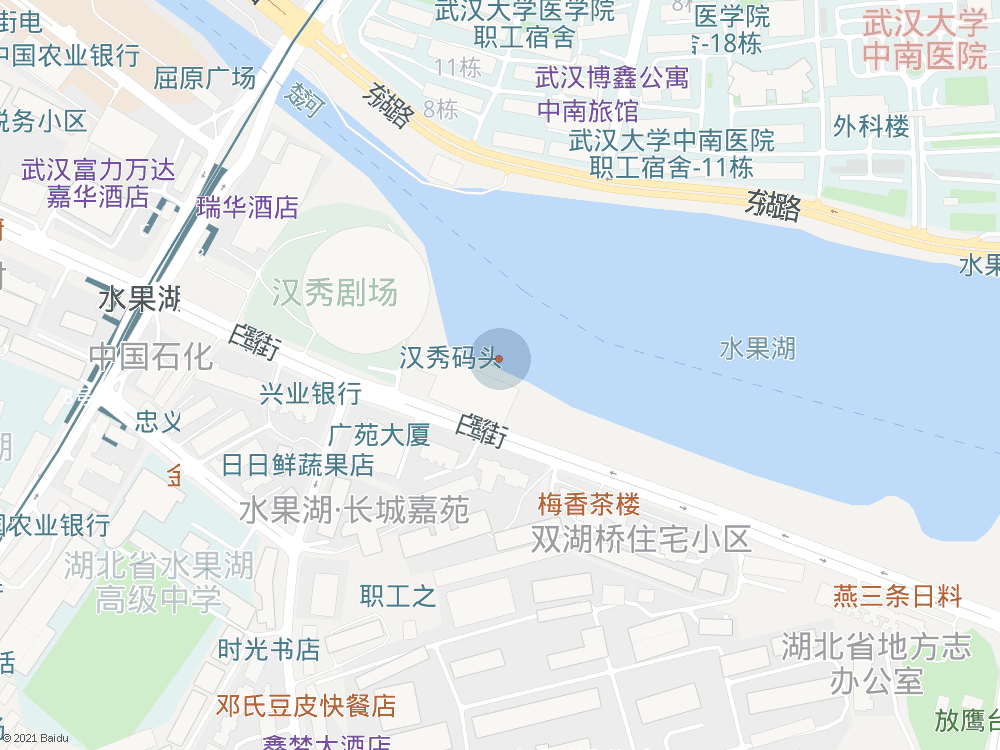 街电
武汉大学医学院
职工宿舍
医学院
舍-18栋
武汉大学
中南医院
中国农业银行
屈原广场
11栋
武汉博鑫公寓
楚河
东湖路
8栋
中南旅馆
税务小区
武汉大学中南医院
职工宿舍-11栋
外科楼
武汉富力万达
嘉华酒店
瑞华酒店
东湖路
水果湖
汉秀剧场
中国石化
汉秀码头
水果湖
兴业银行
忠义
广苑大厦
日日鲜蔬果店
水果湖·长城嘉苑
梅香茶楼
农业银行
双湖桥住宅小区
湖北省水果湖
高级中学
职工之
燕三条日料
时光书店
湖北省地方志
办公室
邓氏豆皮快餐店
放鹰台
鑫梦大酒店
© 2021 Baidu